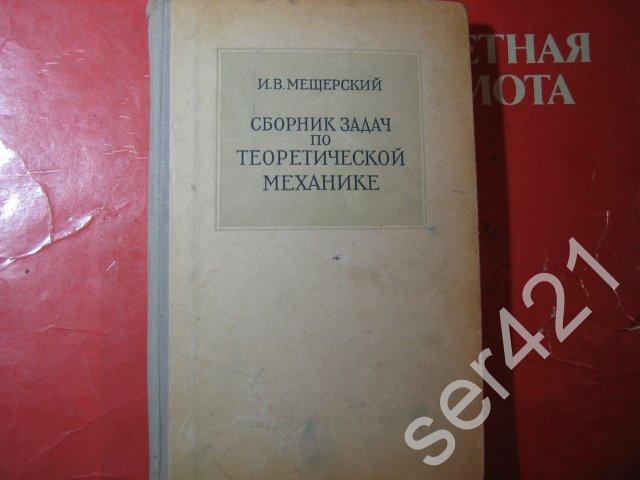 И.В. МЕЩЕРСКИЙ
СБОРНИК ЗАДАЧ
ПО
ТЕОРЕТИЧЕСКОЙ
МЕХАНИКЕ
ЕТНАЯ
МОТА
ser421